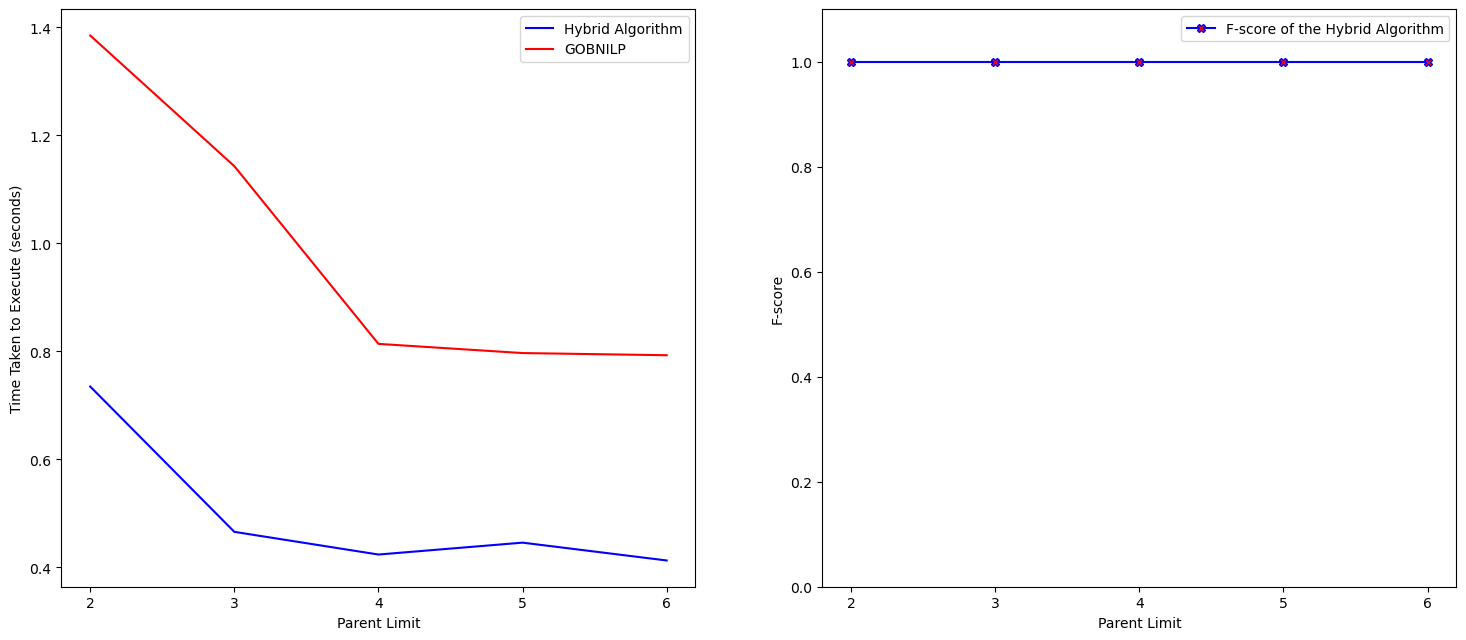 Time Taken to Execute (seconds)
1.4
1.2
1.0
0.8
0.6
0.4
2 3 4 5 6
Parent Limit
Hybrid Algorithm
GOBNILP
F-score
1.0
0.8
0.6
0.4
0.2
0.0
2 3 4 5 6
Parent Limit
F-score of the Hybrid Algorithm